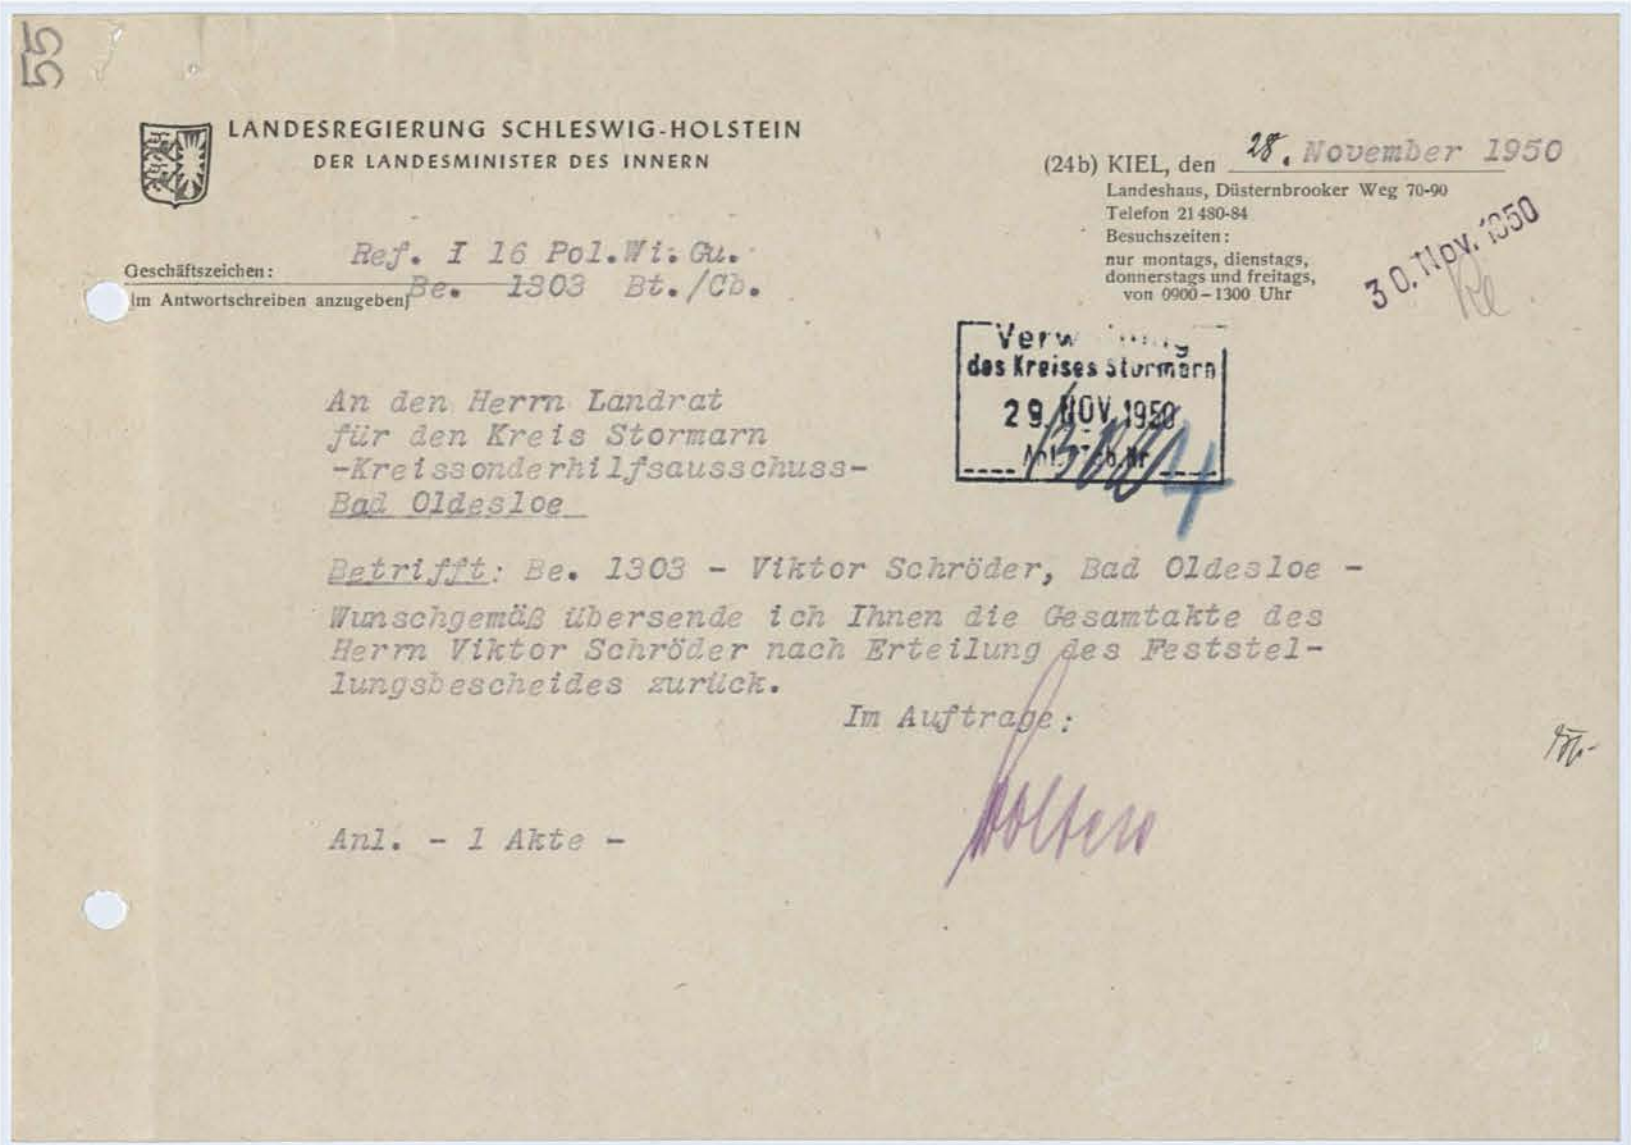 55
LANDESREGIERUNG SCHLESWIG-HOLSTEIN
DER LANDESMINISTER DES INNERN
(24b) KIEL, den 28. November 1950
Landeshaus, Düsternbrooker Weg 70-90
Telefon 21 480-84
Besuchszeiten:
nur montags, dienstags,
donnerstags und freitags,
von 0900-1300 Uhr
30. Nov. 1950
Geschäftszeichen: Ref. I 16 Pol.Wi. Gu.
im Antwortschreiben anzugeben) Be. 1303 Bt./Cb.
des Kreises Stormarn
29. NOV. 1950
4
An den Herrn Landrat
für den Kreis Stormarn
-Kreissonderhilfsausschuss-
Bad Oldesloe
Betrifft: Be. 1303 - Viktor Schröder, Bad Oldesloe -
Wunschgemäß übersende ich Ihnen die Gesamtakte des
Herrn Viktor Schröder nach Erteilung des Feststel-
lungsbescheides zurück.
Im Auftrage:
Anl. - 1 Akte -